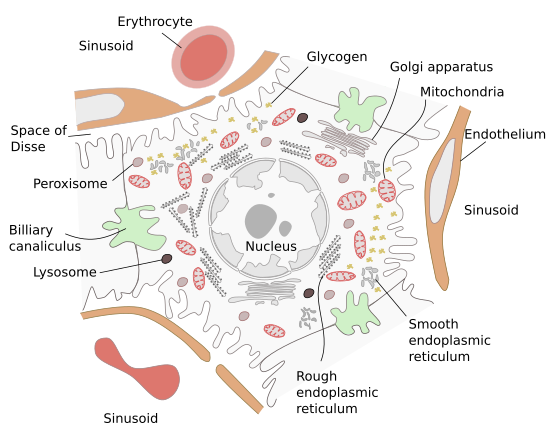 Erythrocyte
Sinusoid
Glycogen
Golgi apparatus
Mitochondria
Space of
Disse
Endothelium
Peroxisome
Sinusoid
Billiary
canaliculus
Nucleus
Lysosome
Smooth
endoplasmic
reticulum
Rough
endoplasmic
reticulum
Sinusoid